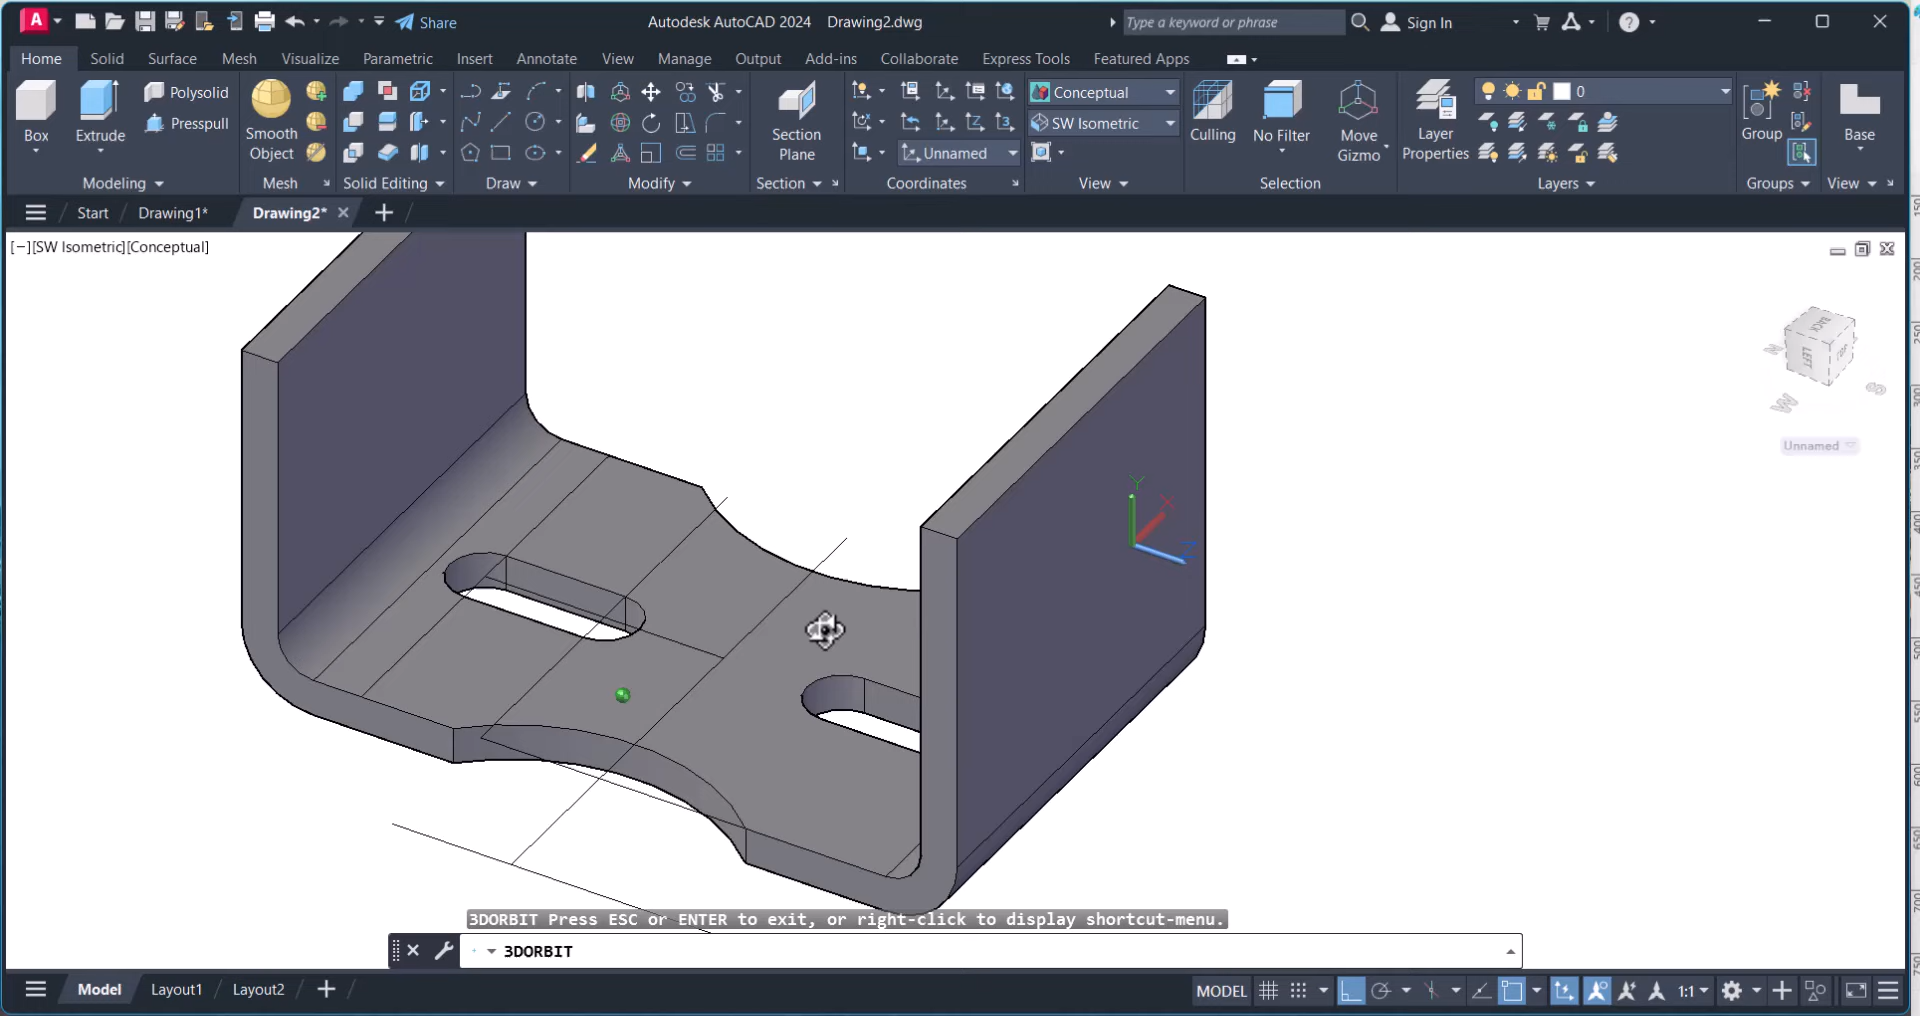 A Share Autodesk AutoCAD 2024 Drawing2.dwg Type a keyword or phrase Sign In
Home Solid Surface Mesh Visualize Parametric Insert Annotate View Manage Output Add-ins Collaborate Express Tools Featured Apps
Polysolid Conceptual 0
Presspull SW Isometric
Box Extrude Smooth Object Section Plane Unnamed Culling No Filter Move Gizmo Layer Properties Group Base
Modeling Mesh Solid Editing Draw Modify Section Coordinates View Selection Layers Groups View
Start Drawing1* Drawing2*
[−][SW Isometric][Conceptual]
BACK
LEFT
N
S
W
Unnamed
Y
X
Z
3DORBIT Press ESC or ENTER to exit, or right-click to display shortcut-menu.
3DORBIT
Model Layout1 Layout2 MODEL 1:1